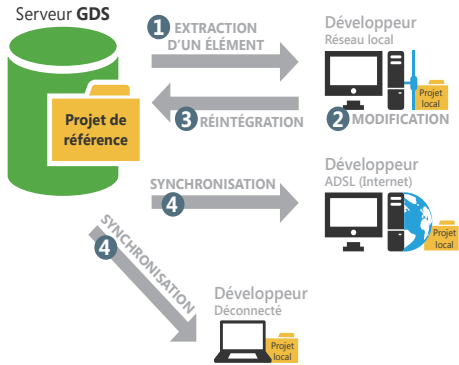 Serveur GDS
Projet de
référence
1 EXTRACTION
D'UN ÉLÉMENT
3 RÉINTÉGRATION
Développeur
Réseau local
Projet
local
2 MODIFICATION
SYNCHRONISATION
4
Développeur
ADSL (Internet)
Projet
local
SYNCHRONISATION
4
Développeur
Déconnecté
Projet
local